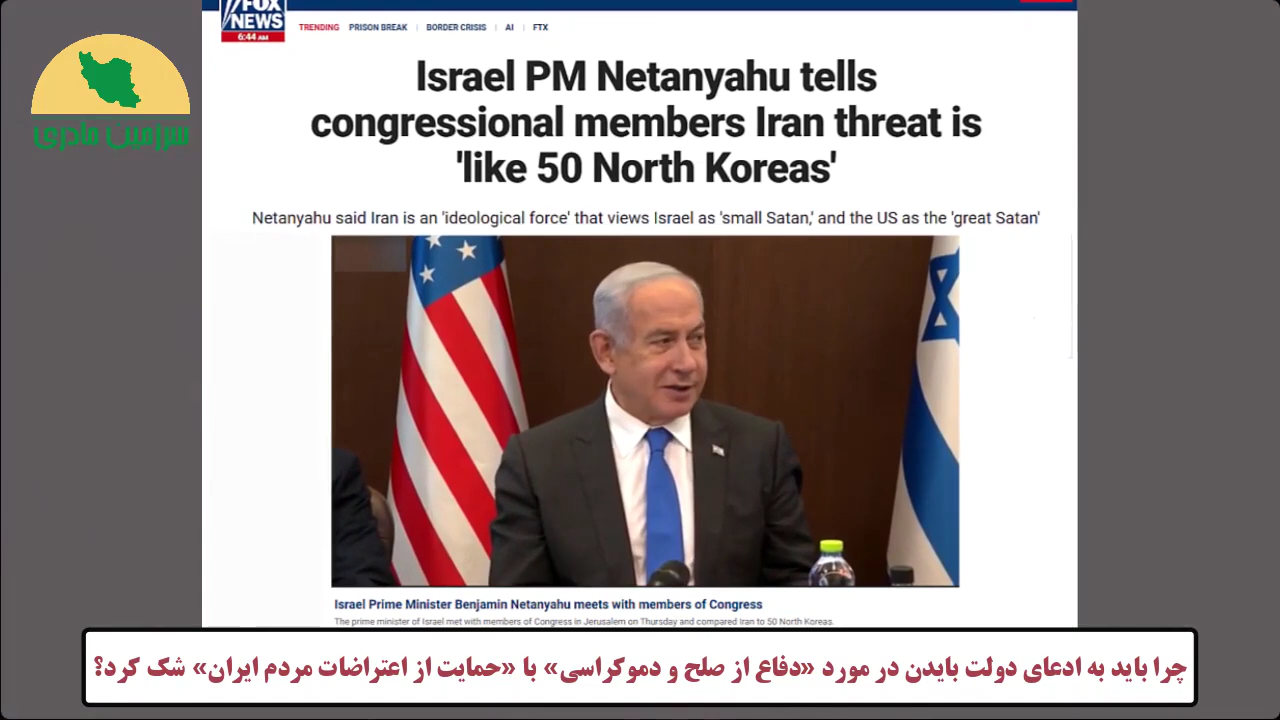 FOX
NEWS
6:44 AM
TRENDING PRISON BREAK BORDER CRISIS AI FTX
Israel PM Netanyahu tells
congressional members Iran threat is
'like 50 North Koreas'
Netanyahu said Iran is an 'ideological force' that views Israel as 'small Satan,' and the US as the 'great Satan'
سرزمین مادری
Israel Prime Minister Benjamin Netanyahu meets with members of Congress
The prime minister of Israel met with members of Congress in Jerusalem on Thursday and compared Iran to 50 North Koreas.
چرا باید به ادعای دولت بایدن در مورد «دفاع از صلح و دموکراسی» با «حمایت از اعتراضات مردم ایران» شک کرد؟